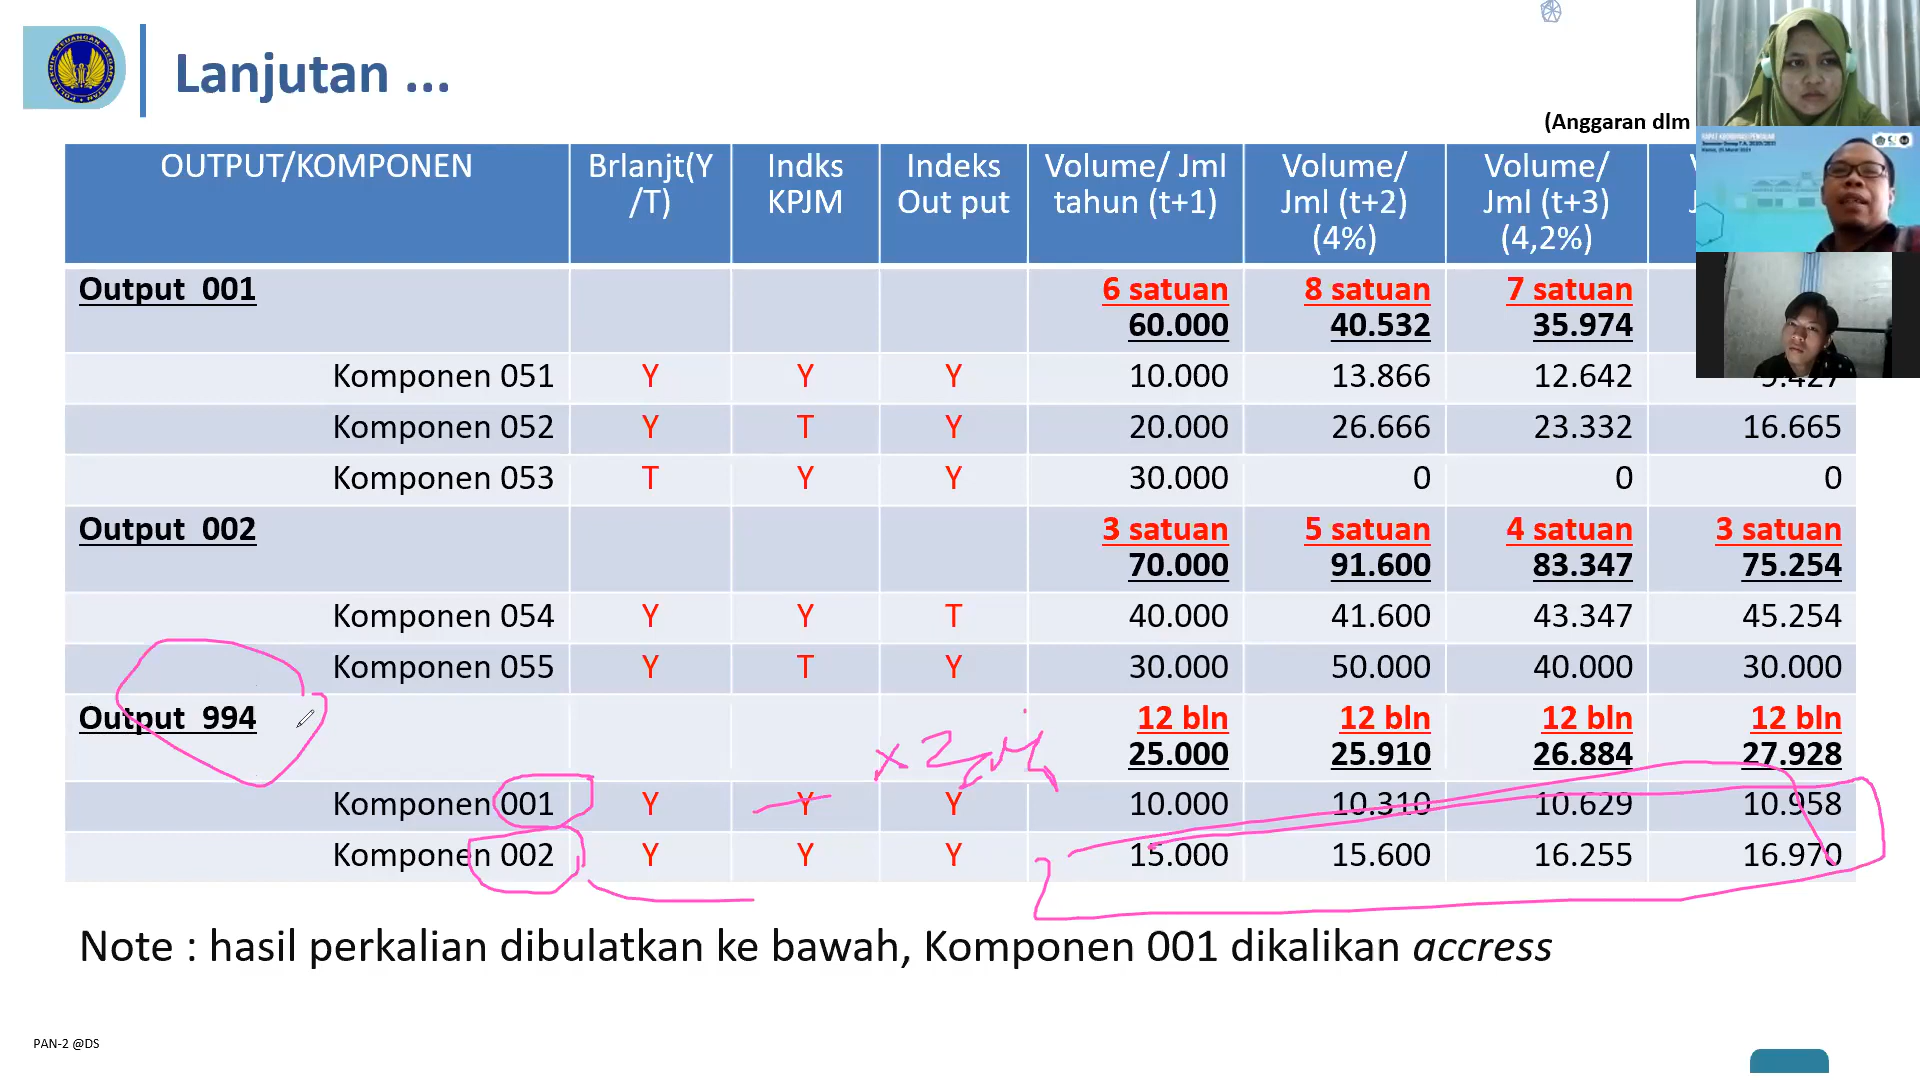 Lanjutan ...
(Anggaran dlm
OUTPUT/KOMPONEN Brlanjt(Y/T) Indks KPJM Indeks Out put Volume/ Jml tahun (t+1) Volume/ Jml (t+2) (4%) Volume/ Jml (t+3) (4,2%)
Output 001 6 satuan 8 satuan 7 satuan
60.000 40.532 35.974
Komponen 051 Y Y Y 10.000 13.866 12.642 9.427
Komponen 052 Y T Y 20.000 26.666 23.332 16.665
Komponen 053 T Y Y 30.000 0 0 0
Output 002 3 satuan 5 satuan 4 satuan 3 satuan
70.000 91.600 83.347 75.254
Komponen 054 Y Y T 40.000 41.600 43.347 45.254
Komponen 055 Y T Y 30.000 50.000 40.000 30.000
Output 994 12 bln 12 bln 12 bln 12 bln
25.000 25.910 26.884 27.928
Komponen 001 Y Y Y 10.000 10.310 10.629 10.958
Komponen 002 Y Y Y 15.000 15.600 16.255 16.970
Note : hasil perkalian dibulatkan ke bawah, Komponen 001 dikalikan accress
PAN-2 @DS